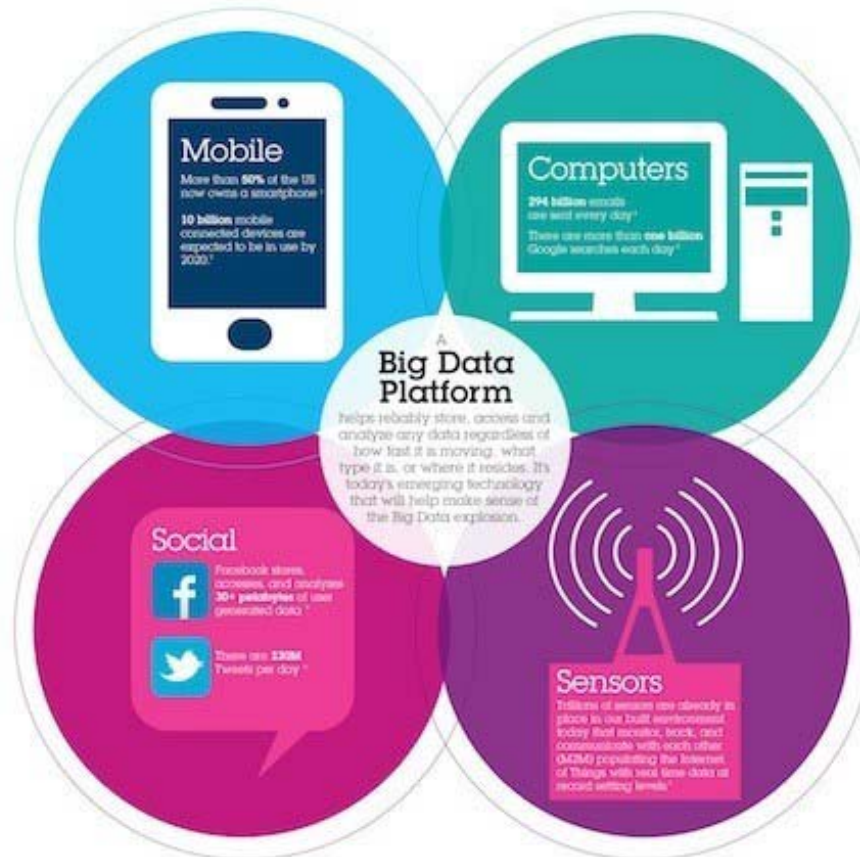 Mobile
More than 50% of the US
now owns a smartphone
10 billion mobile
connected devices are
expected to be in use by
2020.
Computers
294 billion emails
are sent every day
There are more than one billion
Google searches each day
A
Big Data
Platform
helps reliably store, access and
analyze any data regardless of
how fast it is moving, what
type it is, or where it resides. It's
today's emerging technology
that will help make sense of
the Big Data explosion.
Social
f
Facebook stores,
accesses, and analyzes
30+ petabytes of user
generated data
There are 230M
Tweets per day
Sensors
Trillions of sensors are already in
place in our built environment
today that monitor, track, and
communicate with each other
(M2M) populating the Internet
of Things with real time data at
record setting levels